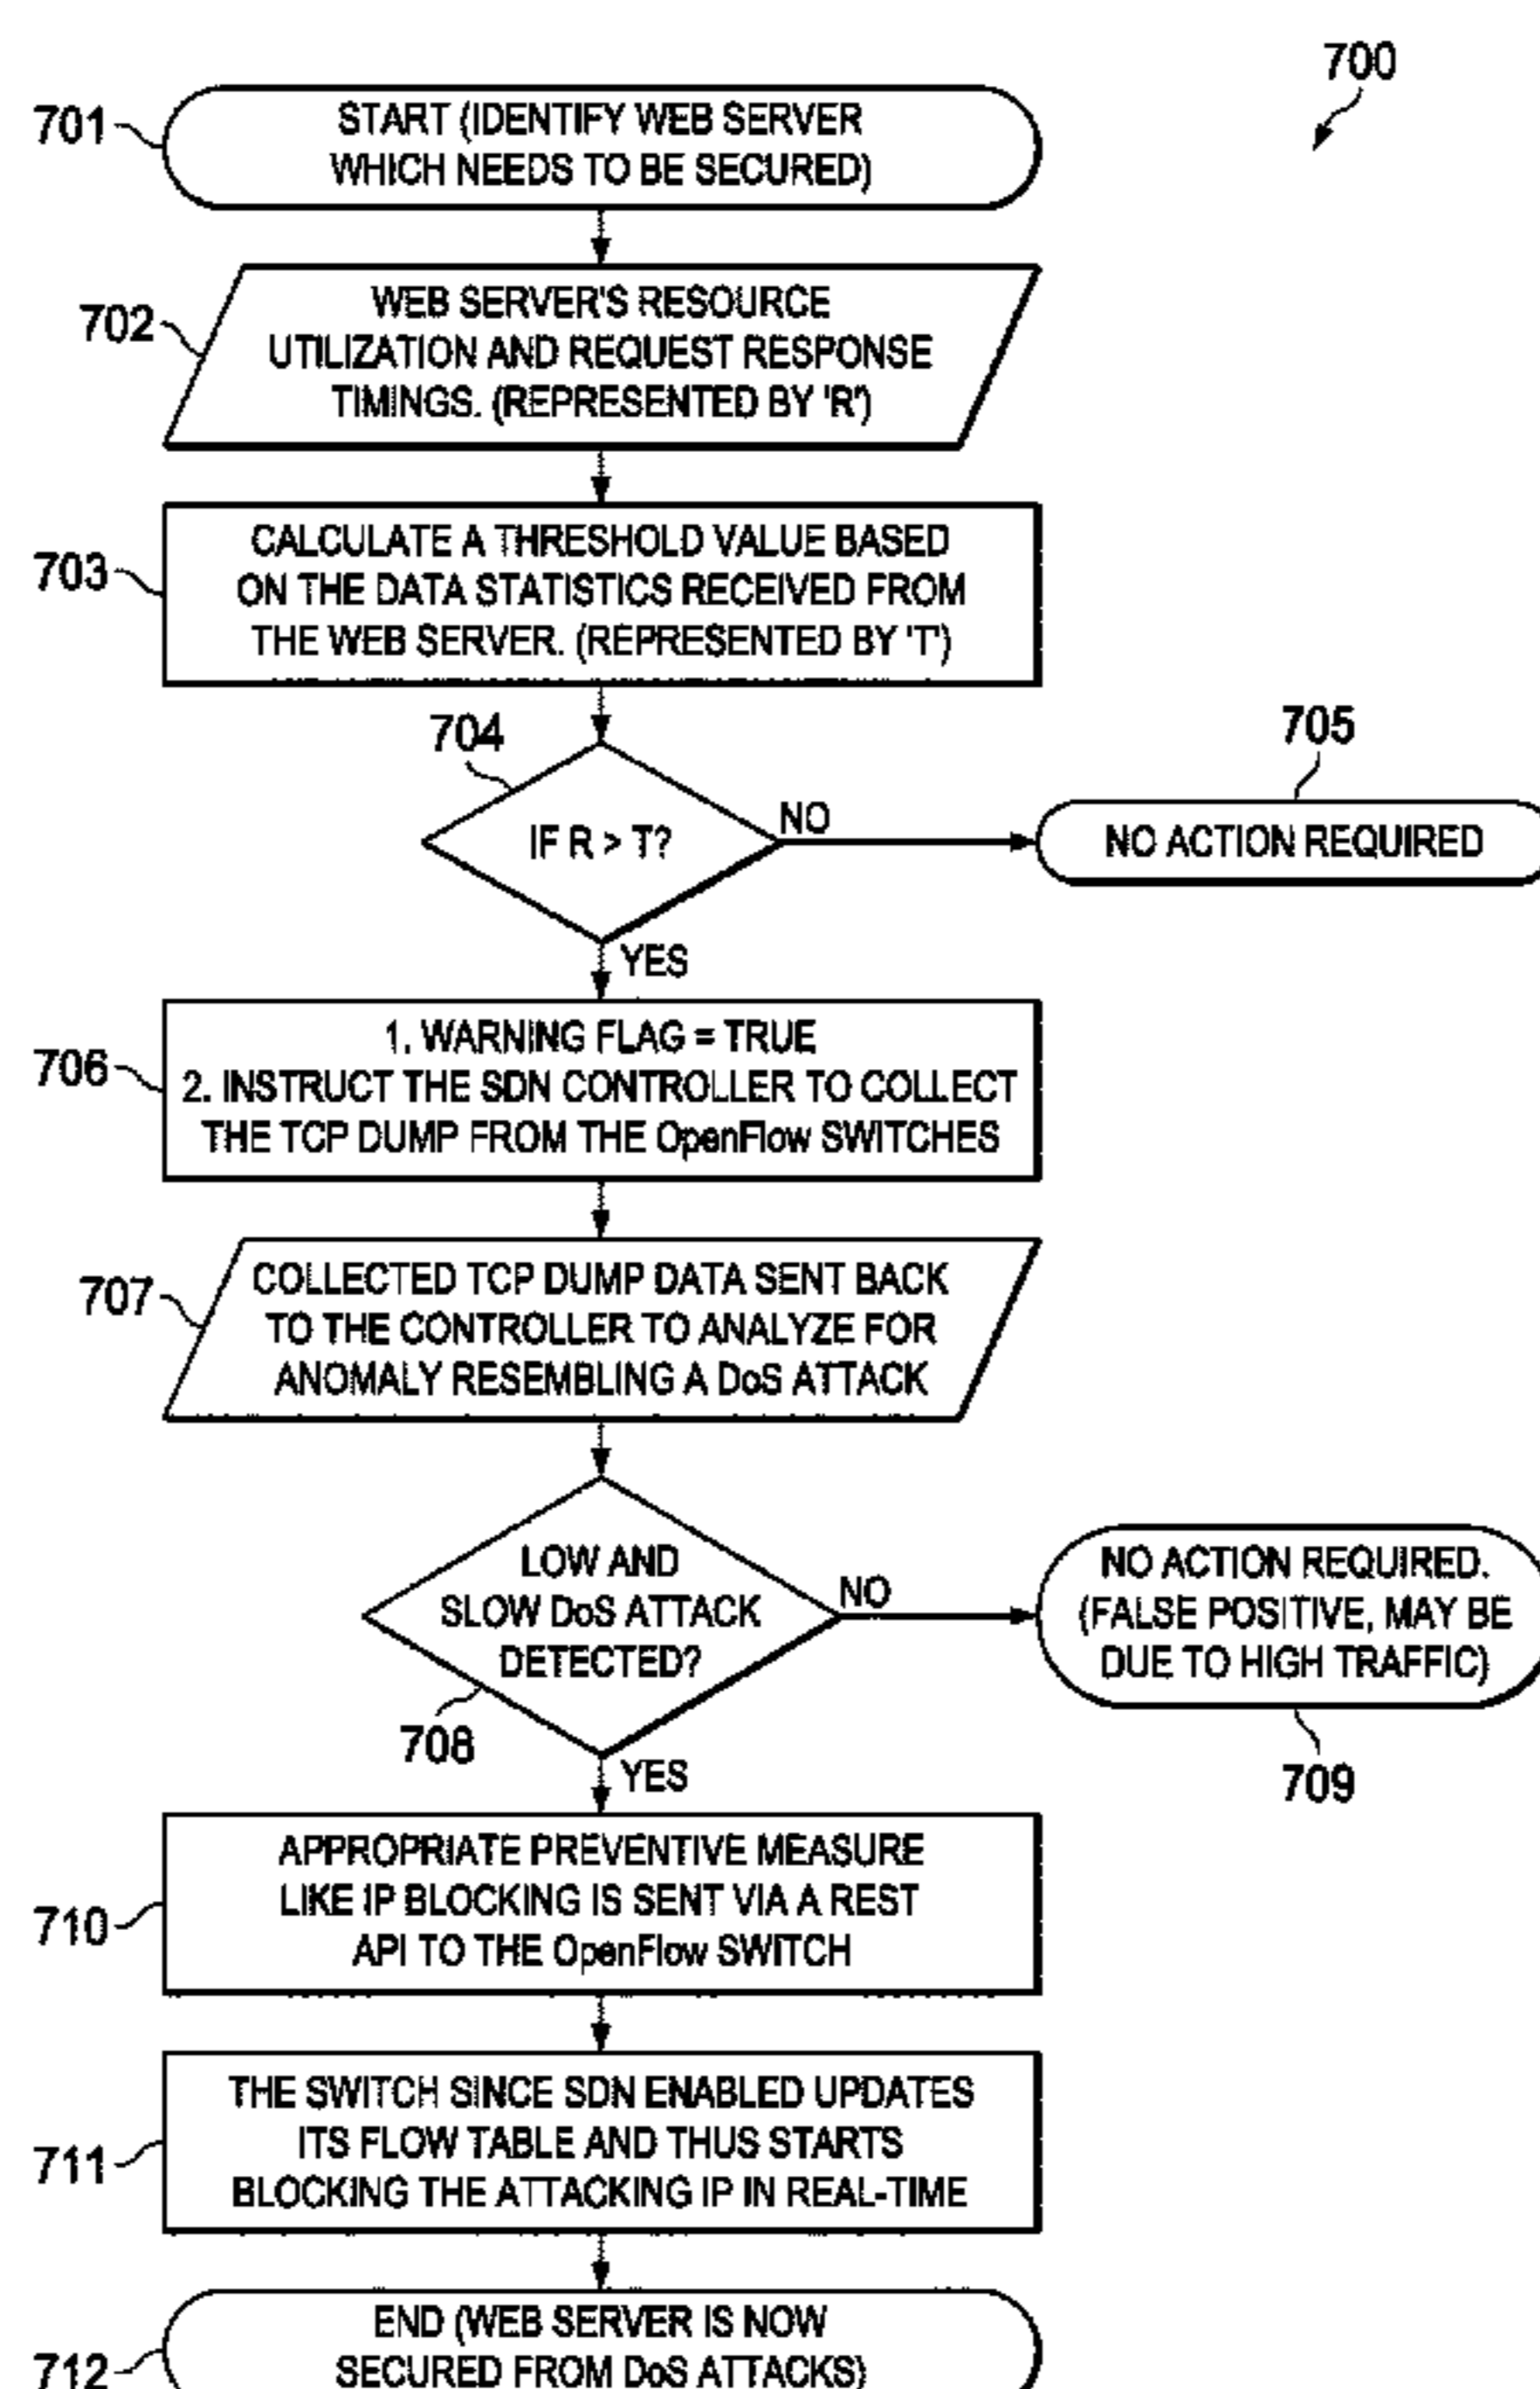 700
701
START (IDENTIFY WEB SERVER
WHICH NEEDS TO BE SECURED)
702
WEB SERVER'S RESOURCE
UTILIZATION AND REQUEST RESPONSE
TIMINGS. (REPRESENTED BY 'R')
703
CALCULATE A THRESHOLD VALUE BASED
ON THE DATA STATISTICS RECEIVED FROM
THE WEB SERVER. (REPRESENTED BY 'T')
704
IF R > T?
NO
705
NO ACTION REQUIRED
YES
706
1. WARNING FLAG = TRUE
2. INSTRUCT THE SDN CONTROLLER TO COLLECT
THE TCP DUMP FROM THE OpenFlow SWITCHES
707
COLLECTED TCP DUMP DATA SENT BACK
TO THE CONTROLLER TO ANALYZE FOR
ANOMALY RESEMBLING A DoS ATTACK
LOW AND
SLOW DoS ATTACK
DETECTED?
708
NO
NO ACTION REQUIRED.
(FALSE POSITIVE, MAY BE
DUE TO HIGH TRAFFIC)
709
YES
710
APPROPRIATE PREVENTIVE MEASURE
LIKE IP BLOCKING IS SENT VIA A REST
API TO THE OpenFlow SWITCH
711
THE SWITCH SINCE SDN ENABLED UPDATES
ITS FLOW TABLE AND THUS STARTS
BLOCKING THE ATTACKING IP IN REAL-TIME
712
END (WEB SERVER IS NOW
SECURED FROM DoS ATTACKS)